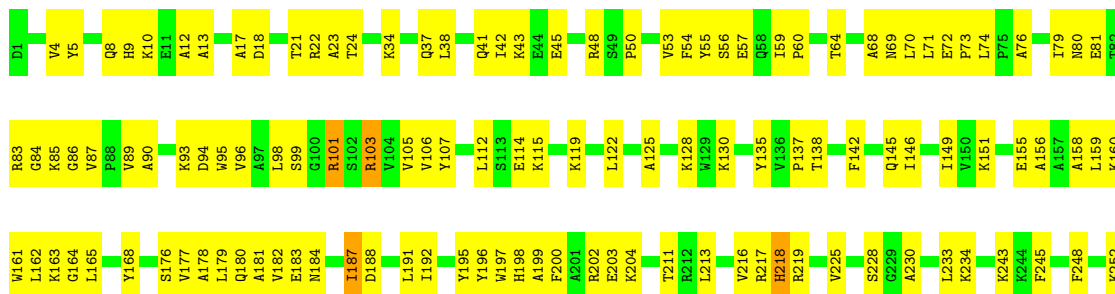 D1 V4 Y5 Q8 H9 K10 E11 A12 A13 A17 D18 T21 R22 A23 T24 K34 Q37 L38 Q41 I42 K43 E44 E45 R48 S49 P50 V53 F54 Y55 S56 E57 Q58 I59 P60 T64 A68 N69 L70 L71 E72 P73 L74 P75 A76 I79 N80 E81 T82
R83 G84 K85 G86 V87 P88 V89 A90 K93 D94 W95 V96 A97 L98 S99 G100 R101 S102 R103 V104 V105 V106 Y107 L112 S113 E114 K115 K119 L122 A125 K128 W129 K130 Y135 V136 P137 T138 F142 Q145 I146 I149 V150 K151 E155 A156 A157 A158 L159 K160
W161 L162 K163 G164 L165 Y168 S176 V177 A178 L179 Q180 A181 V182 E183 N184 I187 D188 L191 I192 Y195 Y196 W197 H198 A199 F200 A201 R202 E203 K204 T211 R212 L213 V216 R217 H218 R219 V225 S228 G229 A230 L233 K234 K243 K244 F245 F248